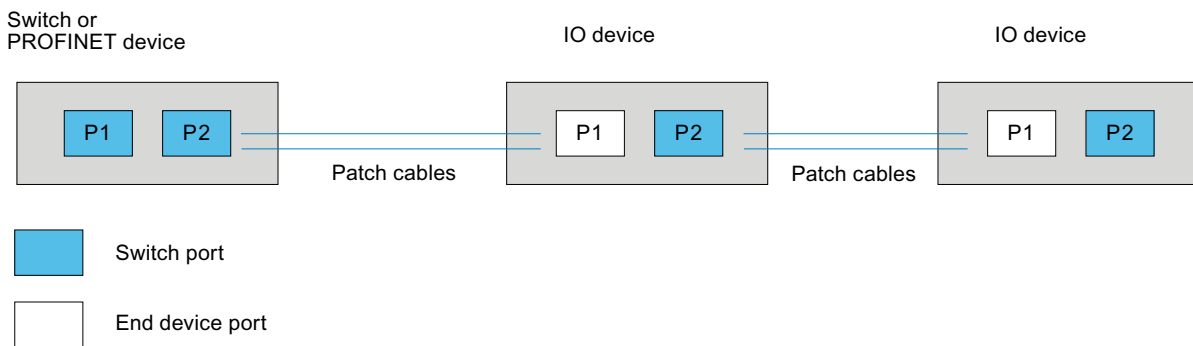 Switch or
PROFINET device
IO device
IO device
P1
P2
P1
P2
P1
P2
Patch cables
Patch cables
Switch port
End device port